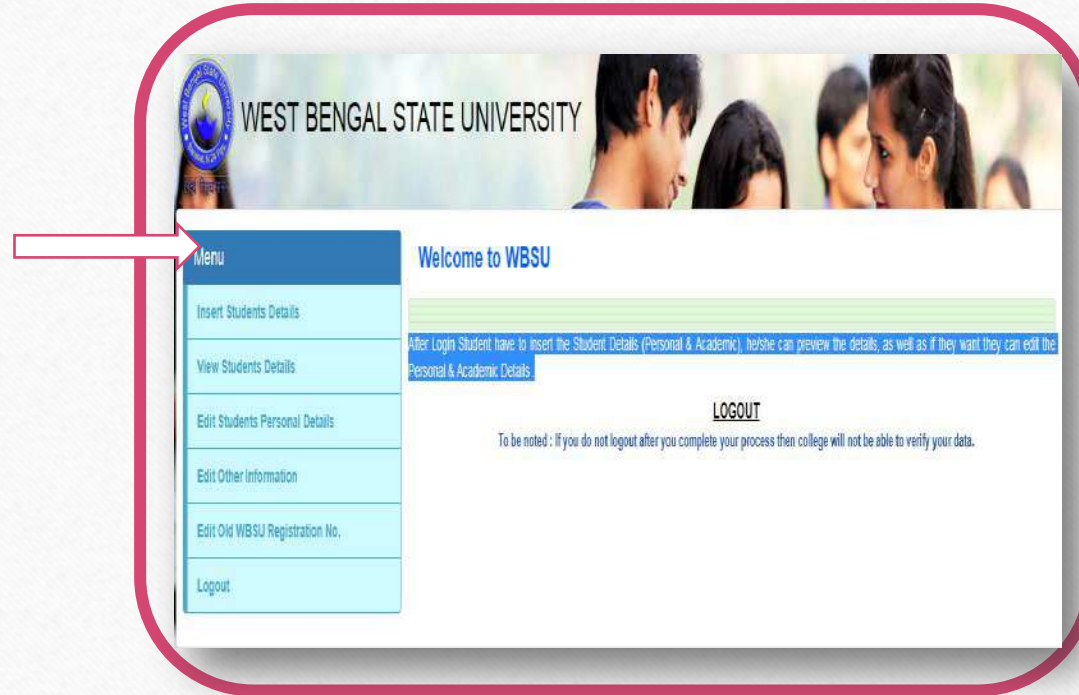 West Bengal State University
WEST BENGAL STATE UNIVERSITY
Menu
Welcome to WBSU
Insert Students Details
After Login Student have to insert the Student Details (Personal & Academic), he/she can preview the details, as well as if they want they can edit the
Personal & Academic Details .
View Students Details
Edit Students Personal Details
LOGOUT
To be noted : If you do not logout after you complete your process then college will not be able to verify your data.
Edit Other Information
Edit Old WBSU Registration No.
Logout